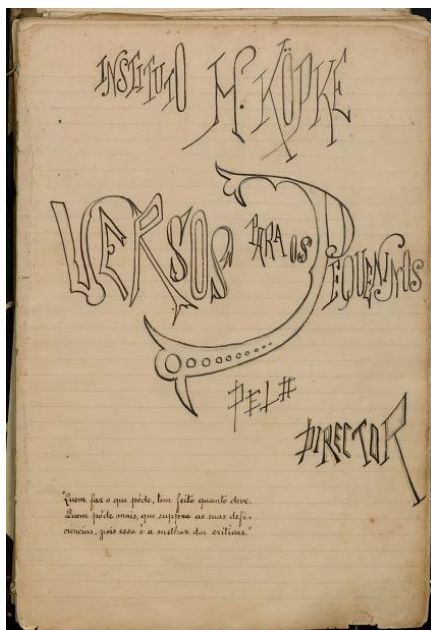 INSTITUTO H. KÖPKE
VERSOS PARA OS PEQUENNOS
PELO
DIRECTOR
"Quem faz o que póde, tem feito quanto deve.
Quem póde mais, que suppra as suas defi-
ciencias, pois essa é a melhor das criticas."